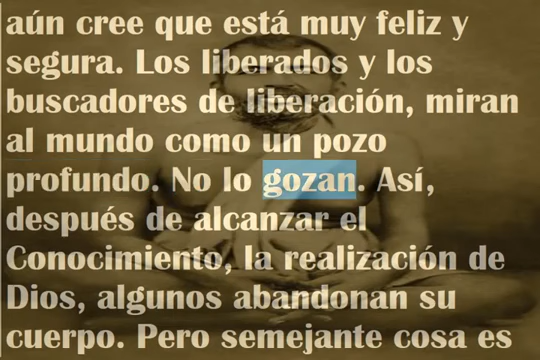 aún cree que está muy feliz y
segura. Los liberados y los
buscadores de liberación, miran
al mundo como un pozo
profundo. No lo gozan. Así,
después de alcanzar el
Conocimiento, la realización de
Dios, algunos abandonan su
cuerpo. Pero semejante cosa es